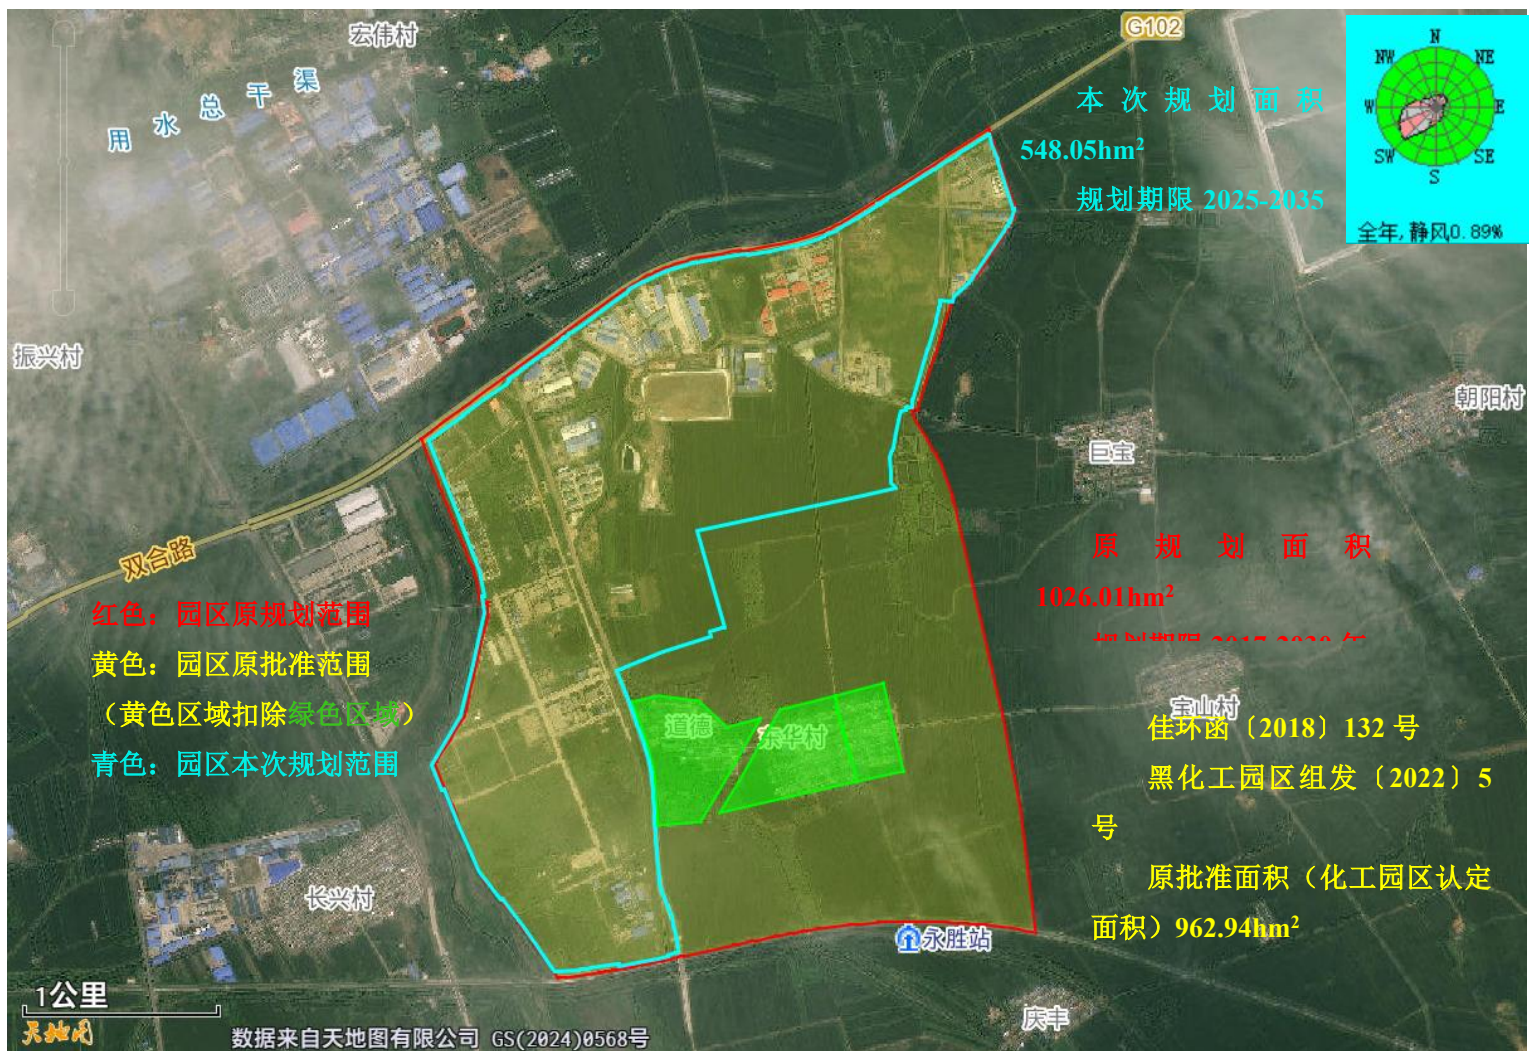 宏伟村
G102
用水总干渠
本次规划面积
548.05hm²
规划期限 2025-2035
N
NW
NE
W
E
SW
SE
S
全年,静风0.89%
振兴村
朝阳村
巨宝
双合路
原规划面积
1026.01hm²
规划期限 2017-2030 年
红色：园区原规划范围
黄色：园区原批准范围
（黄色区域扣除绿色区域）
青色：园区本次规划范围
道德
东华村
宝山村
佳环函〔2018〕132 号
黑化工园区组发〔2022〕5
号
原批准面积（化工园区认定
面积）962.94hm²
长兴村
永胜站
庆丰
1公里
天地图
数据来自天地图有限公司 GS(2024)0568号